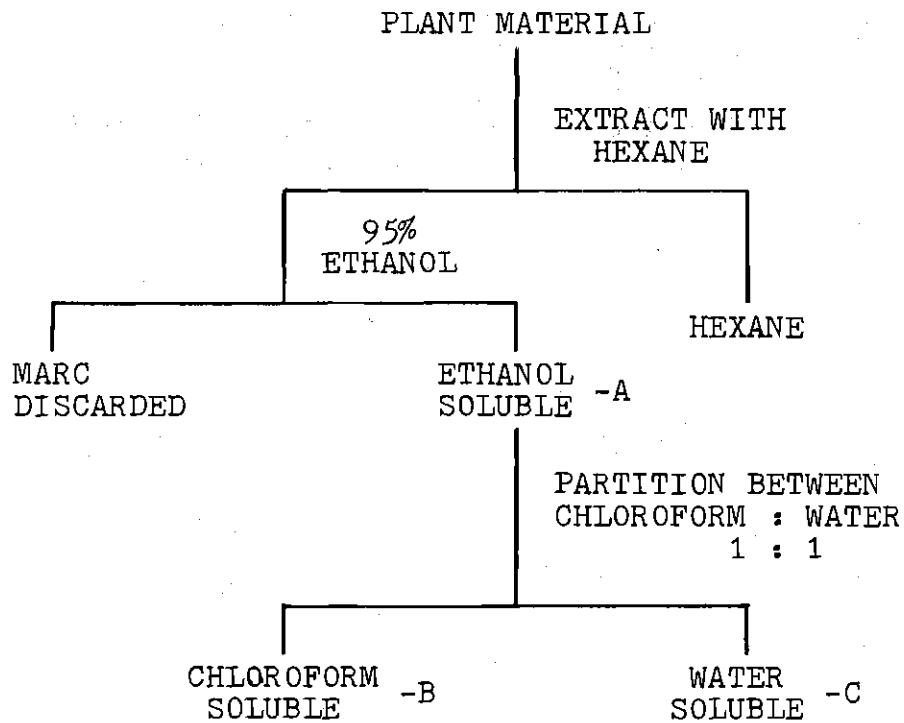 PLANT MATERIAL
EXTRACT WITH
HEXANE
95%
ETHANOL
HEXANE
MARC
DISCARDED
ETHANOL
SOLUBLE -A
PARTITION BETWEEN
CHLOROFORM : WATER
1 : 1
CHLOROFORM
SOLUBLE -B
WATER
SOLUBLE -C